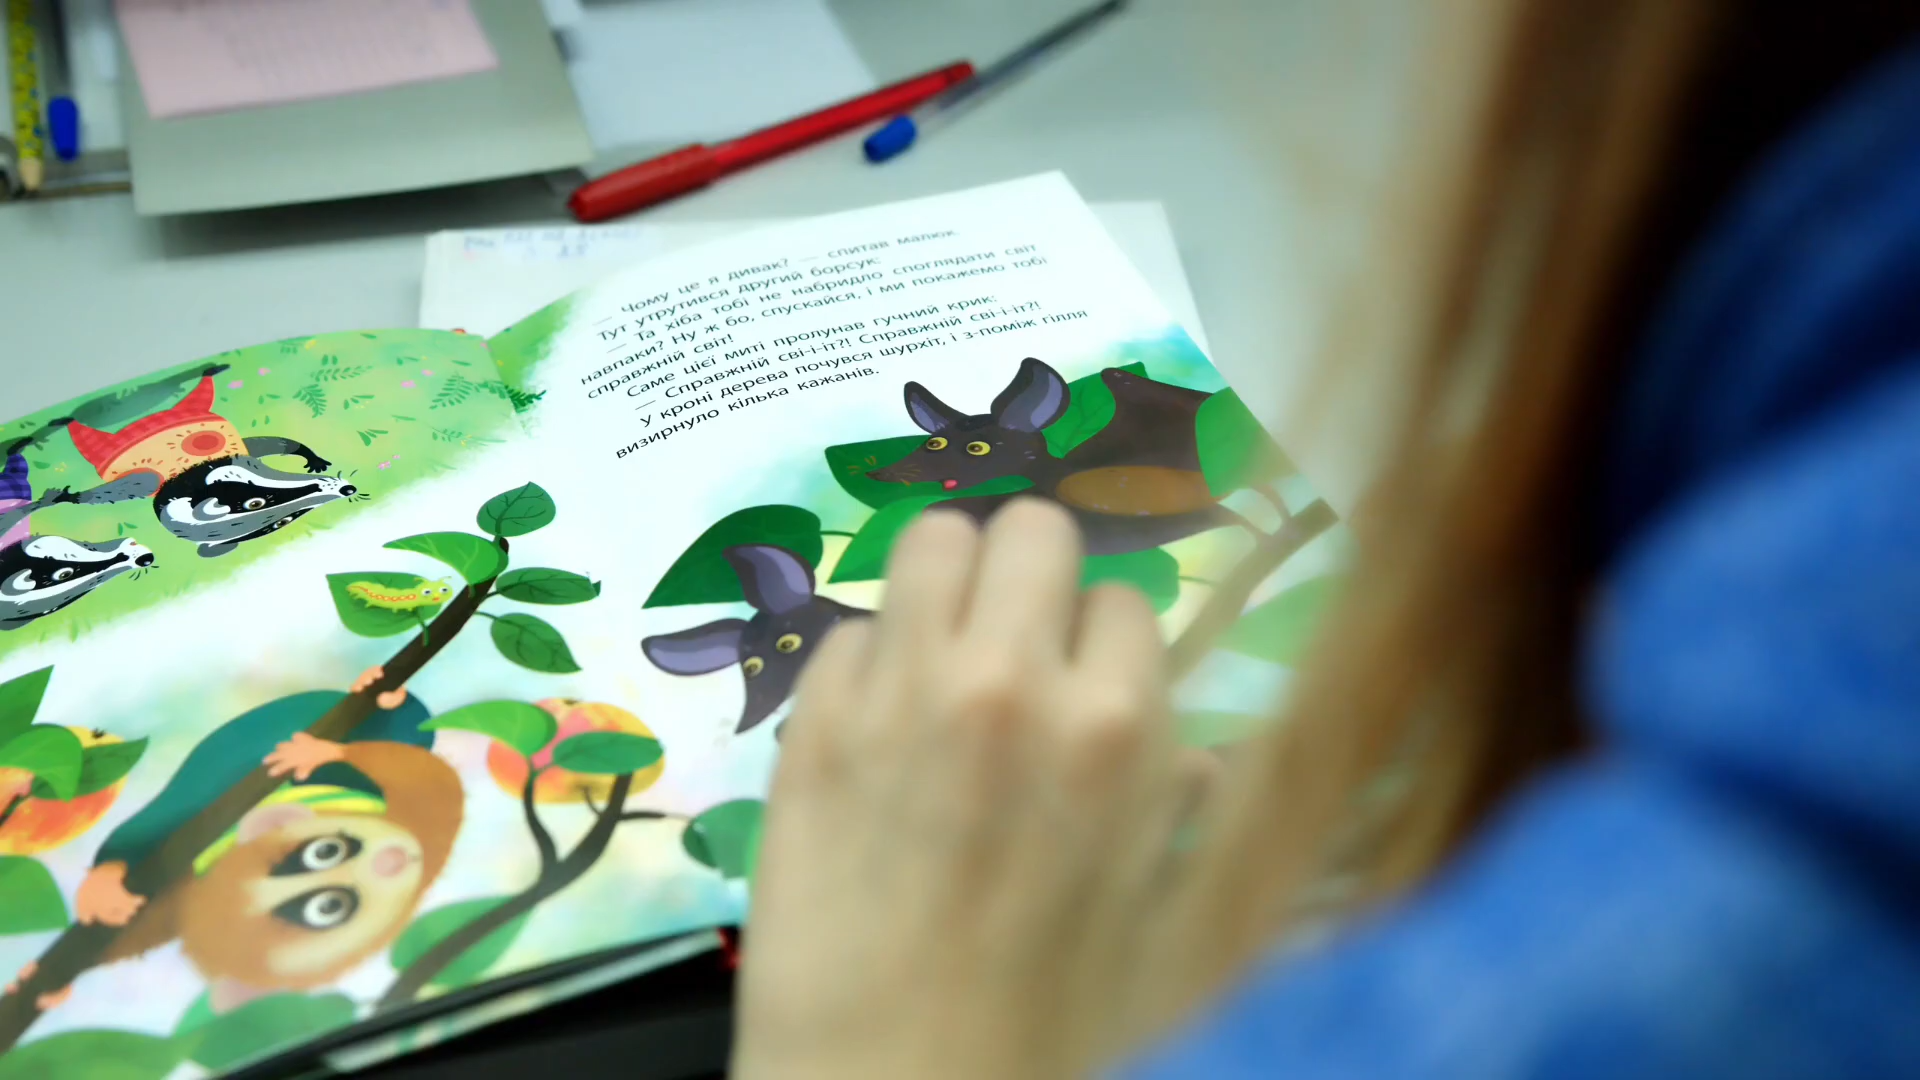 — Чому це я дивак? — спитав малюк.
Тут утрутився другий борсук:
— Та хіба тобі не набридло споглядати світ
навпаки? Ну ж бо, спускайся, і ми покажемо тобі
справжній світ!
Саме цієї миті пролунав гучний крик:
— Справжній сві-і-іт?! Справжній сві-і-іт?!
У кроні дерева почувся шурхіт, і з-поміж гілля
визирнуло кілька кажанів.